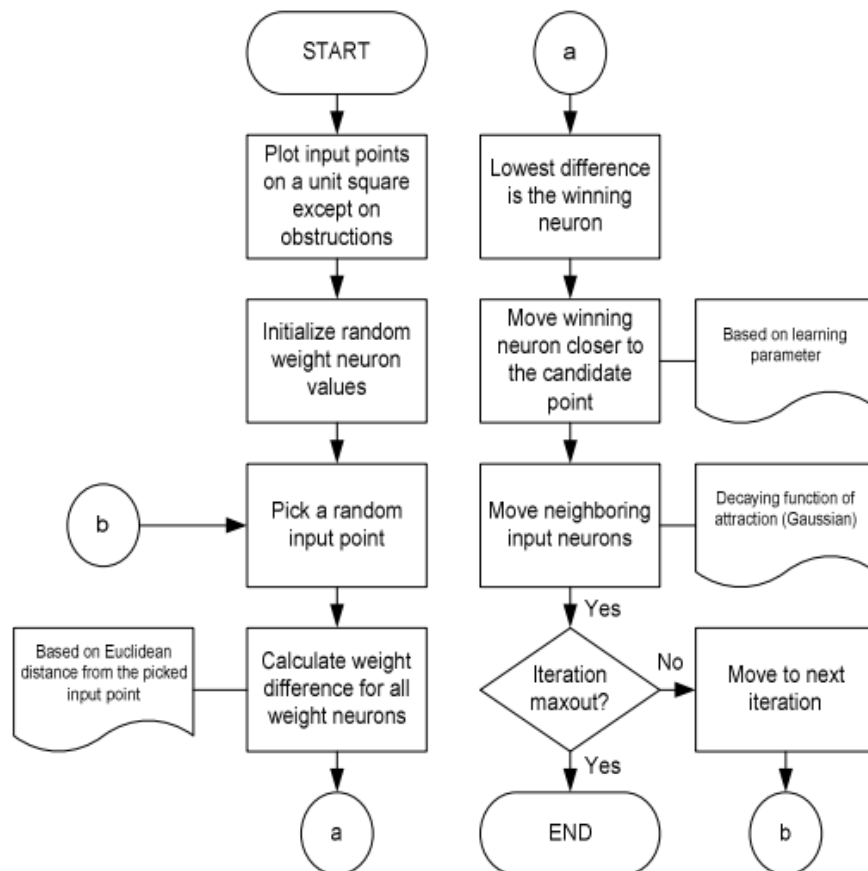 START
Plot input points
on a unit square
except on
obstructions
Initialize random
weight neuron
values
b
Pick a random
input point
Based on Euclidean
distance from the picked
input point
Calculate weight
difference for all
weight neurons
a
a
Lowest difference
is the winning
neuron
Move winning
neuron closer to
the candidate
point
Based on learning
parameter
Move neighboring
input neurons
Decaying function of
attraction (Gaussian)
Yes
Iteration
maxout?
No
Move to next
iteration
Yes
END
b